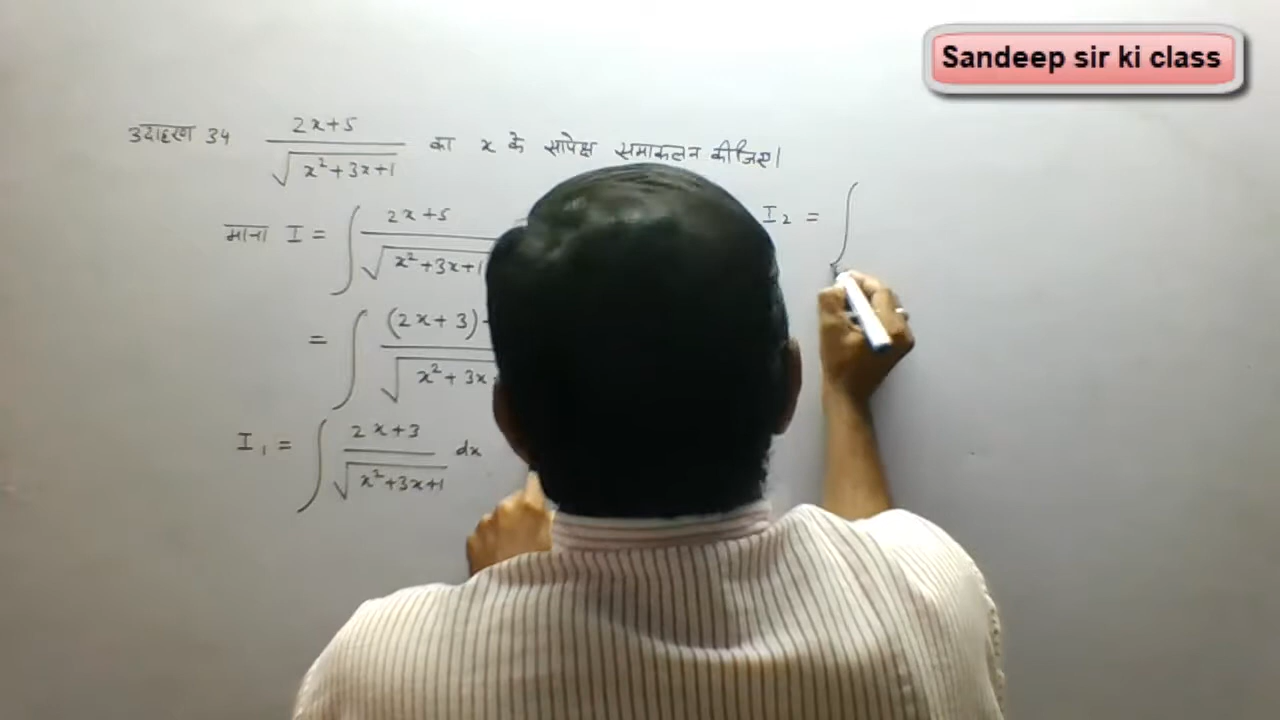 Sandeep sir ki class
उदाहरण 34 2x+5 / √(x²+3x+1) का x के सापेक्ष समाकलन कीजिए।
माना I = ∫ 2x+5 / √(x²+3x+1
= ∫ (2x+3) / √(x²+3x
I₁ = ∫ 2x+3 / √(x²+3x+1) dx
I₂ = ∫